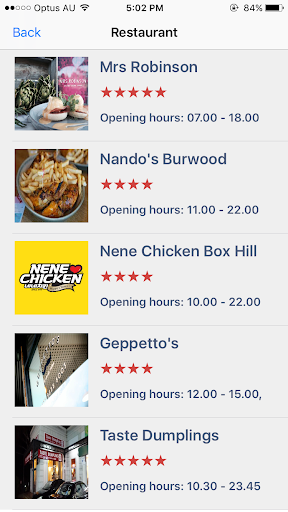 Optus AU 5:02 PM 84%
Back Restaurant
Mrs Robinson
Opening hours: 07.00 - 18.00
Nando's Burwood
Opening hours: 11.00 - 22.00
NENE
CHICKEN
Nene Chicken Box Hill
Opening hours: 10.00 - 22.00
Geppetto's
Opening hours: 12.00 - 15.00,
Taste Dumplings
Opening hours: 10.30 - 23.45